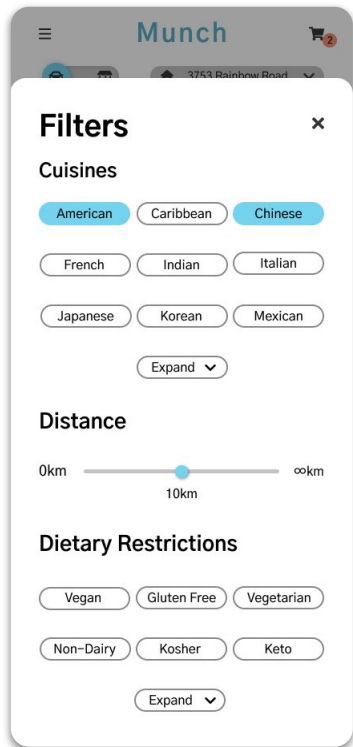 Munch
2
3753 Rainbow Road
Filters
Cuisines
American Caribbean Chinese
French Indian Italian
Japanese Korean Mexican
Expand
Distance
0km ∞km
10km
Dietary Restrictions
Vegan Gluten Free Vegetarian
Non-Dairy Kosher Keto
Expand